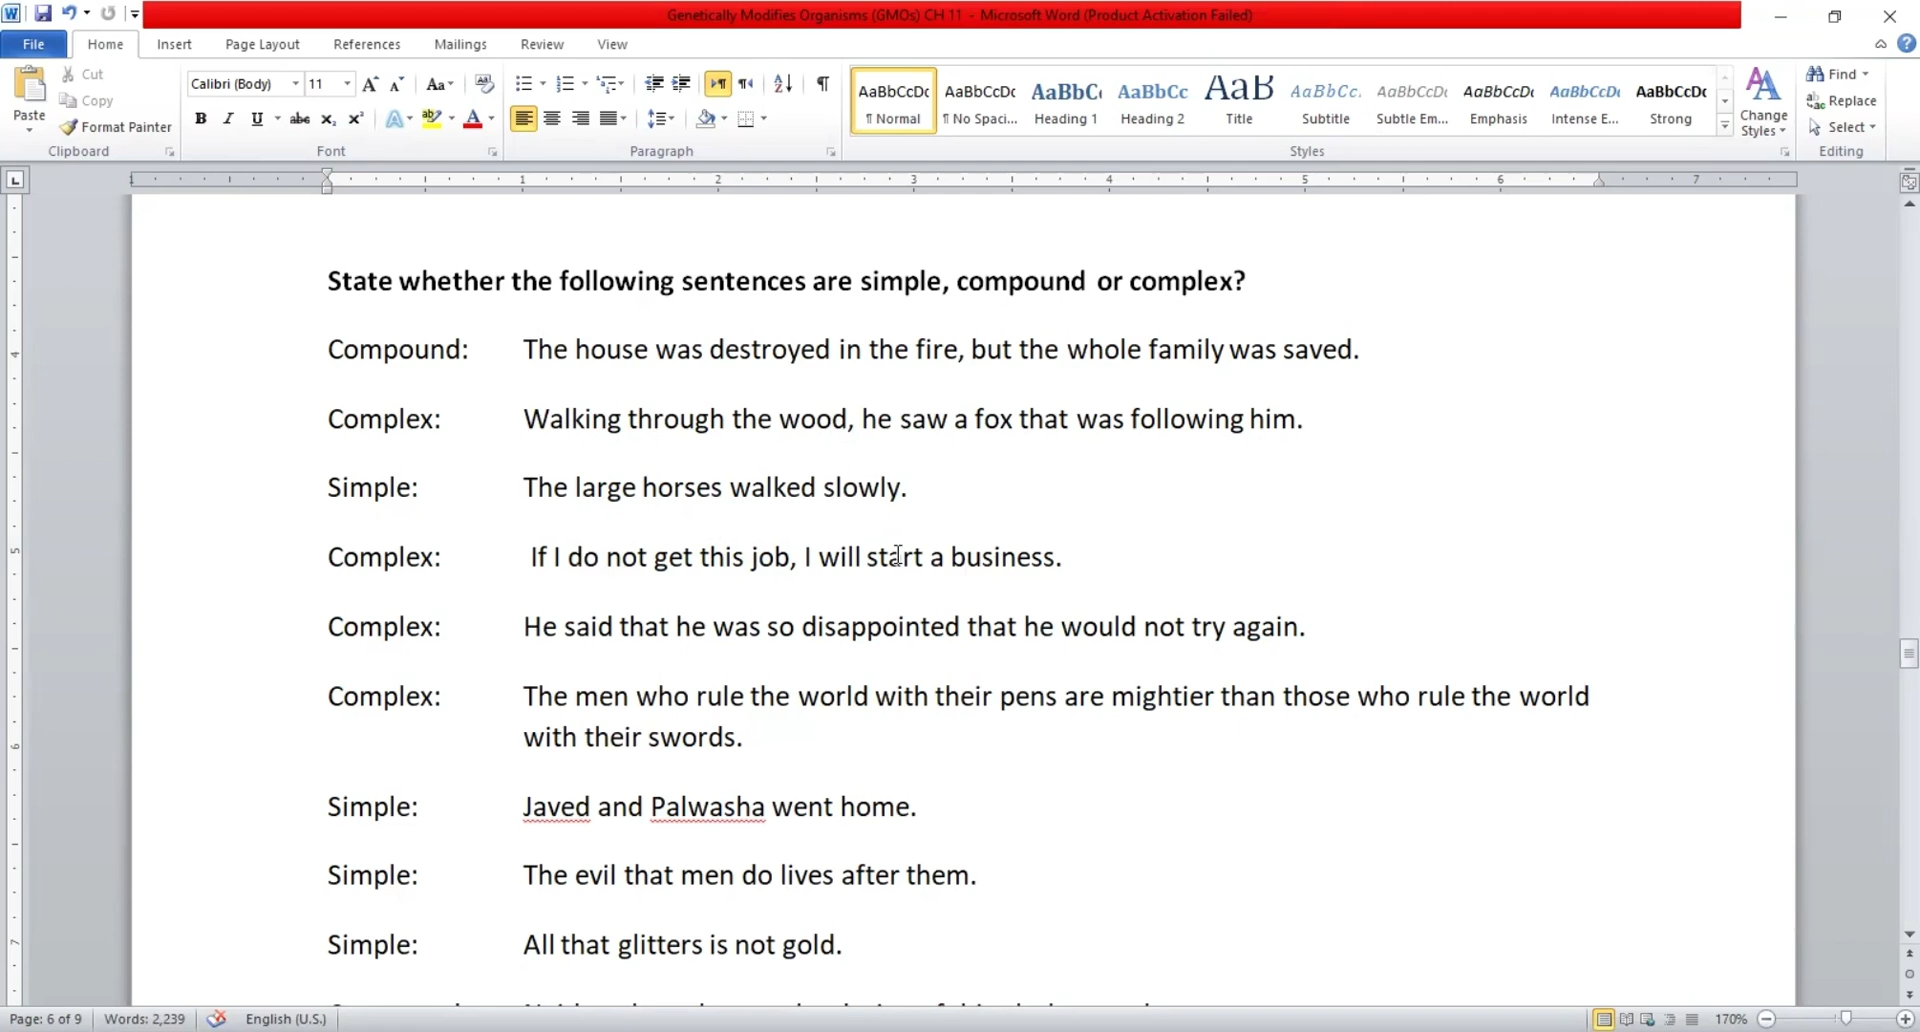 Genetically Modifies Organisms (GMOs) CH 11 - Microsoft Word (Product Activation Failed)
File Home Insert Page Layout References Mailings Review View
Cut
Copy
Format Painter
Paste
Clipboard
Calibri (Body) 11
Font
Paragraph
AaBbCcDc AaBbCcDc AaBbC AaBbCc AaB AaBbCc. AaBbCcDc AaBbCcDc AaBbCcDc AaBbCcDc
¶ Normal ¶ No Spaci... Heading 1 Heading 2 Title Subtitle Subtle Em... Emphasis Intense E... Strong
Change Styles
Styles
Find
Replace
Select
Editing
1 1 2 3 4 5 6 7
State whether the following sentences are simple, compound or complex?
Compound: The house was destroyed in the fire, but the whole family was saved.
Complex: Walking through the wood, he saw a fox that was following him.
Simple: The large horses walked slowly.
Complex: If I do not get this job, I will start a business.
Complex: He said that he was so disappointed that he would not try again.
Complex: The men who rule the world with their pens are mightier than those who rule the world
with their swords.
Simple: Javed and Palwasha went home.
Simple: The evil that men do lives after them.
Simple: All that glitters is not gold.
Page: 6 of 9 Words: 2,239 English (U.S.) 170%